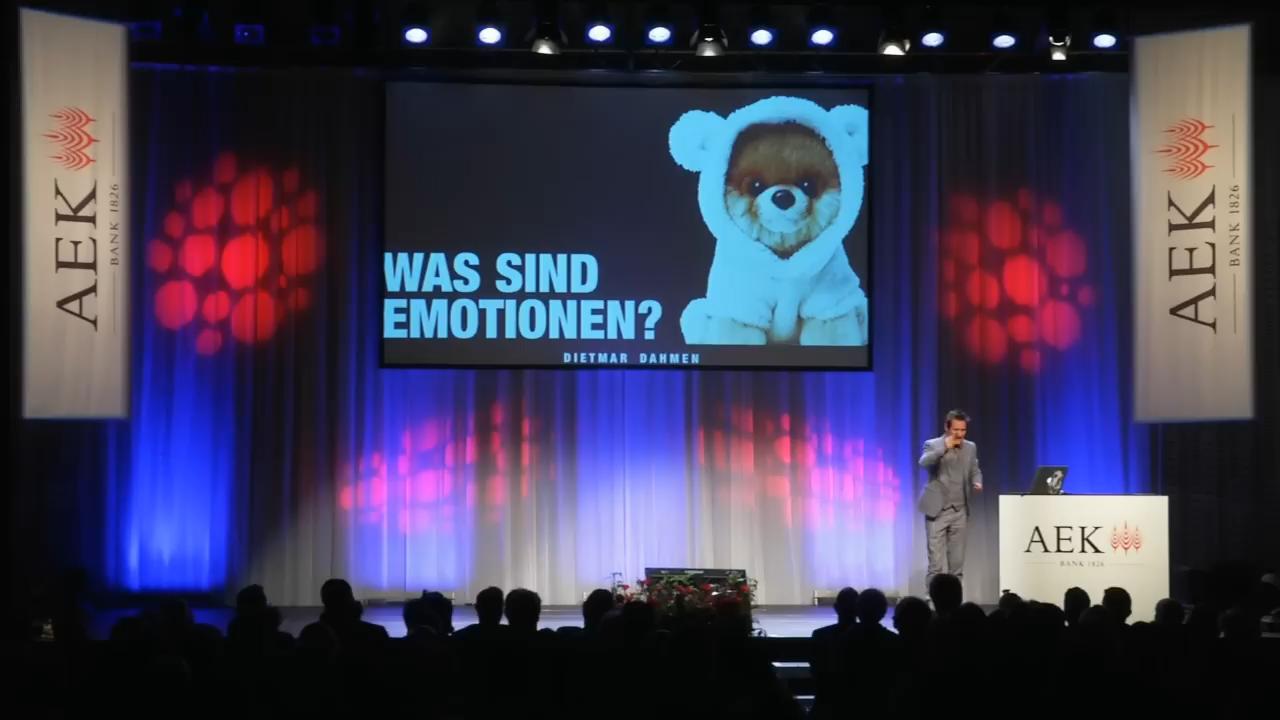 AEK
BANK 1826
WAS SIND
EMOTIONEN?
DIETMAR DAHMEN
AEK
BANK 1826
AEK
BANK 1826